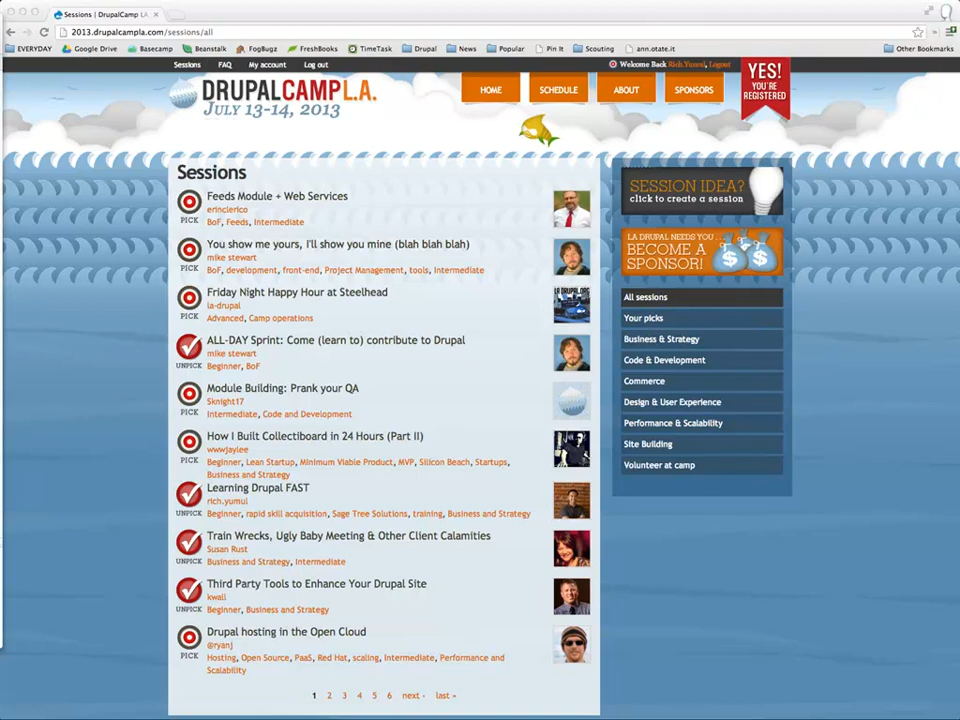 Sessions | DrupalCamp LA
2013.drupalcampla.com/sessions/all
EVERYDAY Google Drive Basecamp Beanstalk FogBugz FreshBooks TimeTask Drupal News Popular Pin It Scouting ann.otate.it Other Bookmarks
Sessions FAQ My account Log out Welcome Back Rich.Yumul, Logout
DRUPALCAMP L.A.
JULY 13-14, 2013
HOME SCHEDULE ABOUT SPONSORS
YES!
YOU'RE
REGISTERED
Sessions
Feeds Module + Web Services
erinclerico
PICK
BoF, Feeds, Intermediate
You show me yours, I'll show you mine (blah blah blah)
mike stewart
PICK
BoF, development, front-end, Project Management, tools, Intermediate
Friday Night Happy Hour at Steelhead
la-drupal
PICK
Advanced, Camp operations
LA DRUPAL.ORG
ALL-DAY Sprint: Come (learn to) contribute to Drupal
mike stewart
UNPICK
Beginner, BoF
Module Building: Prank your QA
Sknight17
PICK
Intermediate, Code and Development
How I Built Collectiboard in 24 Hours (Part II)
wwwjaylee
PICK
Beginner, Lean Startup, Minimum Viable Product, MVP, Silicon Beach, Startups,
Business and Strategy
Learning Drupal FAST
rich.yumul
UNPICK
Beginner, rapid skill acquisition, Sage Tree Solutions, training, Business and Strategy
Train Wrecks, Ugly Baby Meeting & Other Client Calamities
Susan Rust
UNPICK
Business and Strategy, Intermediate
Third Party Tools to Enhance Your Drupal Site
kwall
UNPICK
Beginner, Business and Strategy
Drupal hosting in the Open Cloud
@ryanj
PICK
Hosting, Open Source, PaaS, Red Hat, scaling, Intermediate, Performance and
Scalability
1 2 3 4 5 6 next › last »
SESSION IDEA?
click to create a session
LA DRUPAL NEEDS YOU...
BECOME A
SPONSOR!
$ $
All sessions
Your picks
Business & Strategy
Code & Development
Commerce
Design & User Experience
Performance & Scalability
Site Building
Volunteer at camp